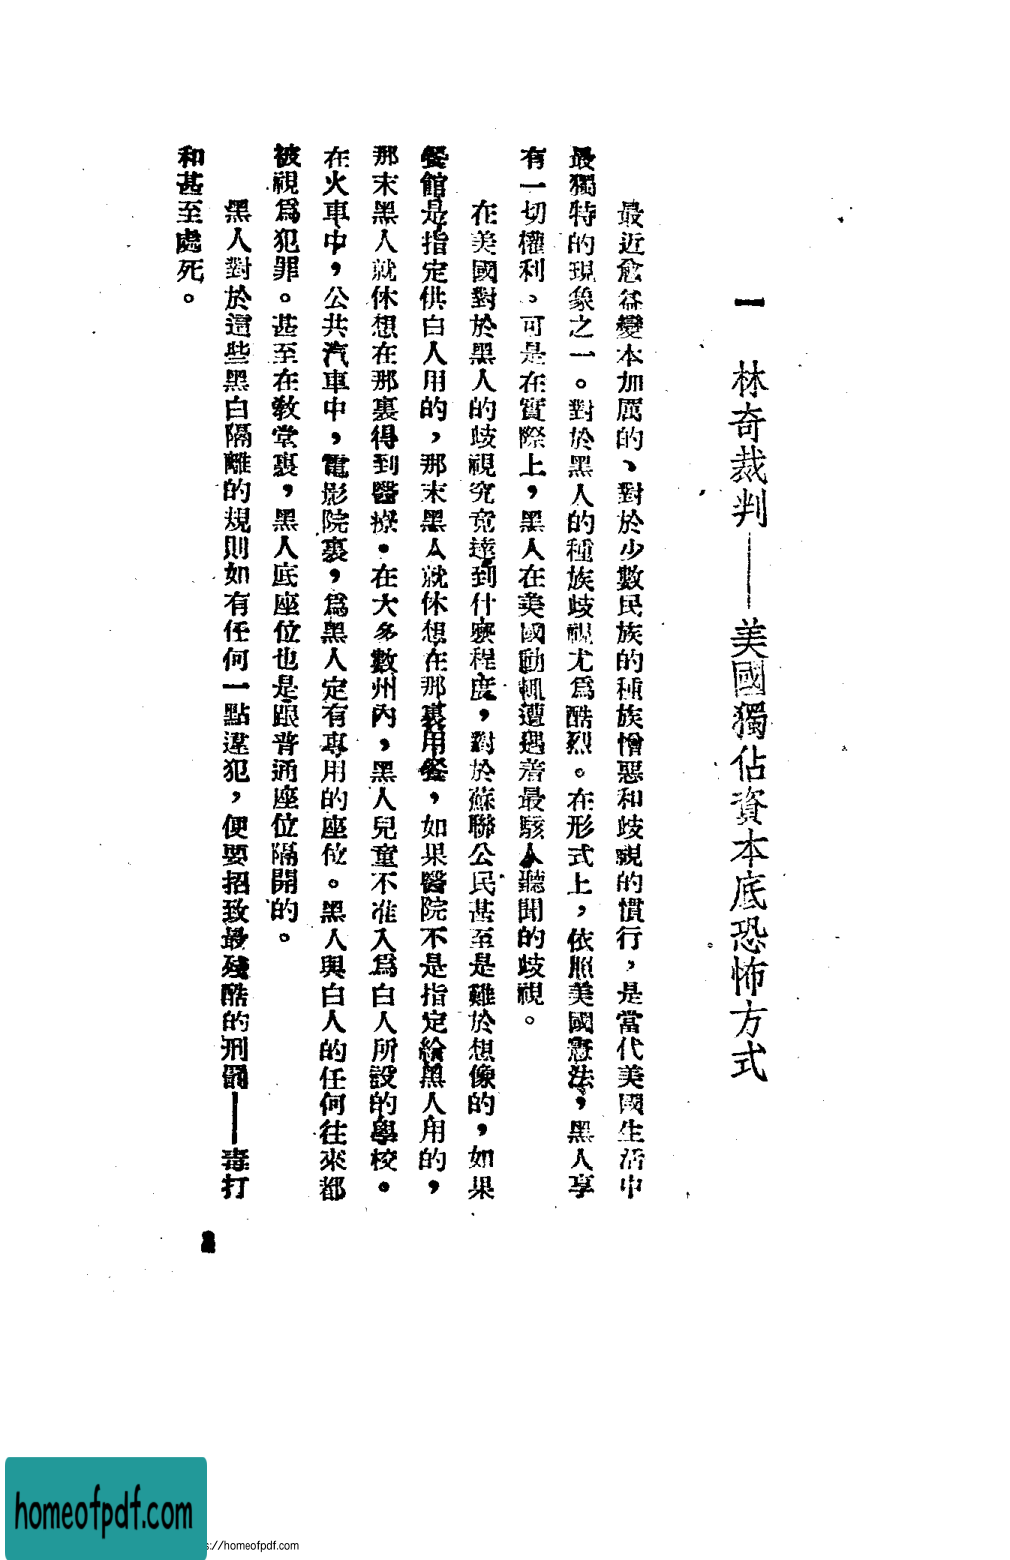 一　林奇裁判——美國獨佔資本底恐怖方式
最近愈益變本加厲的、對於少數民族的種族憎惡和歧視的慣行，是當代美國生活中
最獨特的現象之一。對於黑人的種族歧視尤爲酷烈。在形式上，依照美國憲法，黑人享
有一切權利。可是在實際上，黑人在美國動輒遭遇着最駭人聽聞的歧視。
在美國對於黑人的歧視究竟達到什麼程度，對於蘇聯公民甚至是難於想像的，如果
餐館是指定供白人用的，那末黑人就休想在那裏用餐，如果醫院不是指定給黑人用的，
那末黑人就休想在那裏得到醫療。在大多數州內，黑人兒童不准入爲白人所設的學校。
在火車中，公共汽車中，電影院裏，爲黑人定有專用的座位。黑人與白人的任何往來都
被視爲犯罪。甚至在教堂裏，黑人底座位也是跟普通座位隔開的。
黑人對於這些黑白隔離的規則如有任何一點違犯，便要招致最殘酷的刑罰——毒打
和甚至處死。
homeofpdf.com
s://homeofpdf.com